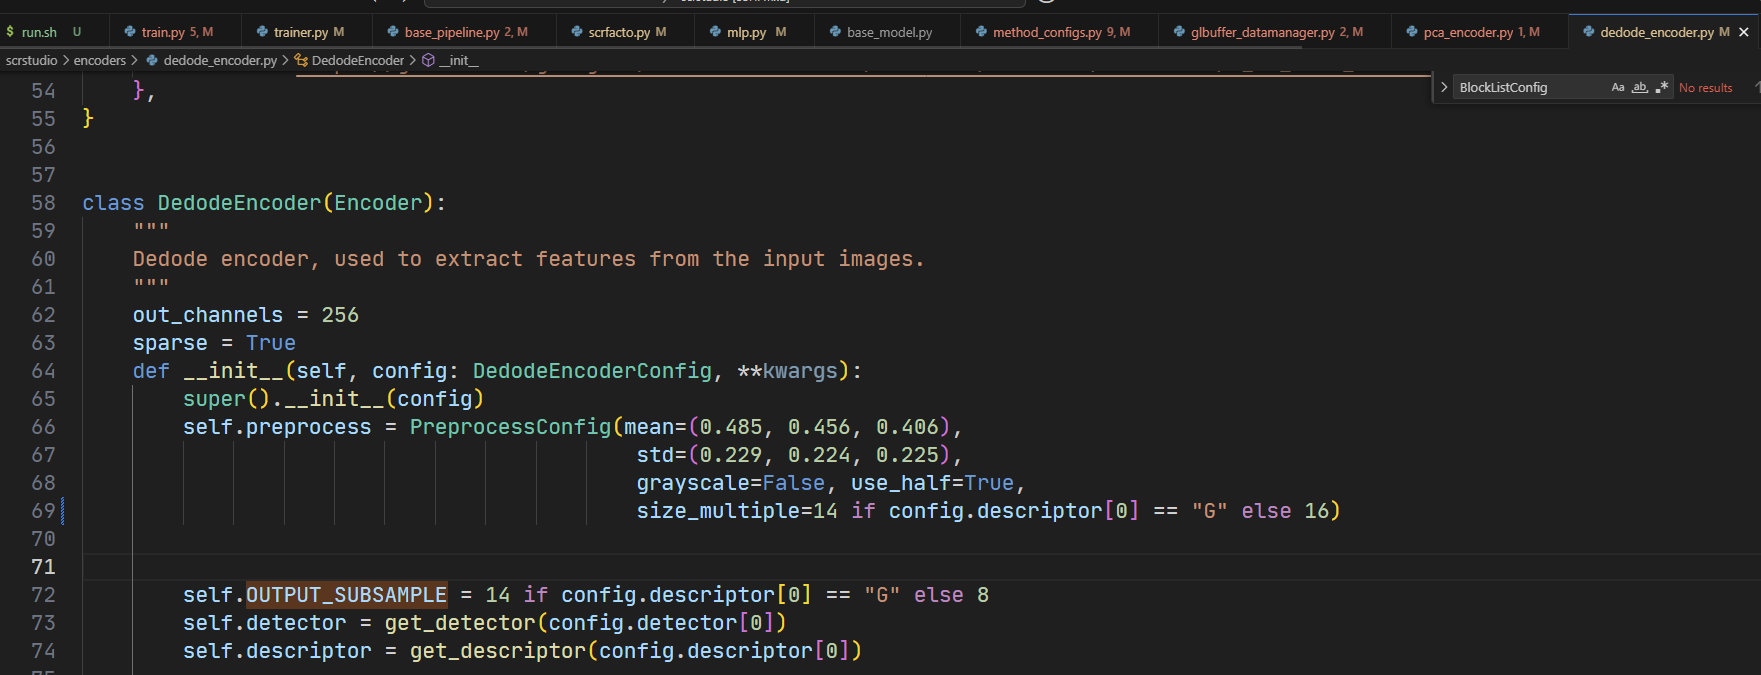 $ run.sh U train.py 5, M trainer.py M base_pipeline.py 2, M scrfacto.py M mlp.py M base_model.py method_configs.py 9, M glbuffer_datamanager.py 2, M pca_encoder.py 1, M dedode_encoder.py M
scrstudio > encoders > dedode_encoder.py > DedodeEncoder > __init__
BlockListConfig Aa ab .* No results
54 },
55 }
56
57
58 class DedodeEncoder(Encoder):
59 """
60 Dedode encoder, used to extract features from the input images.
61 """
62 out_channels = 256
63 sparse = True
64 def __init__(self, config: DedodeEncoderConfig, **kwargs):
65 super().__init__(config)
66 self.preprocess = PreprocessConfig(mean=(0.485, 0.456, 0.406),
67 std=(0.229, 0.224, 0.225),
68 grayscale=False, use_half=True,
69 size_multiple=14 if config.descriptor[0] == "G" else 16)
70
71
72 self.OUTPUT_SUBSAMPLE = 14 if config.descriptor[0] == "G" else 8
73 self.detector = get_detector(config.detector[0])
74 self.descriptor = get_descriptor(config.descriptor[0])